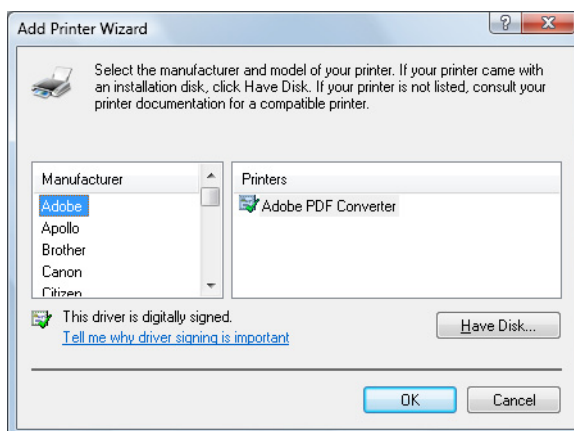 Add Printer Wizard
Select the manufacturer and model of your printer. If your printer came with
an installation disk, click Have Disk. If your printer is not listed, consult your
printer documentation for a compatible printer.
Manufacturer
Adobe
Apollo
Brother
Canon
Citizen
Printers
Adobe PDF Converter
This driver is digitally signed.
Tell me why driver signing is important
Have Disk...
OK
Cancel